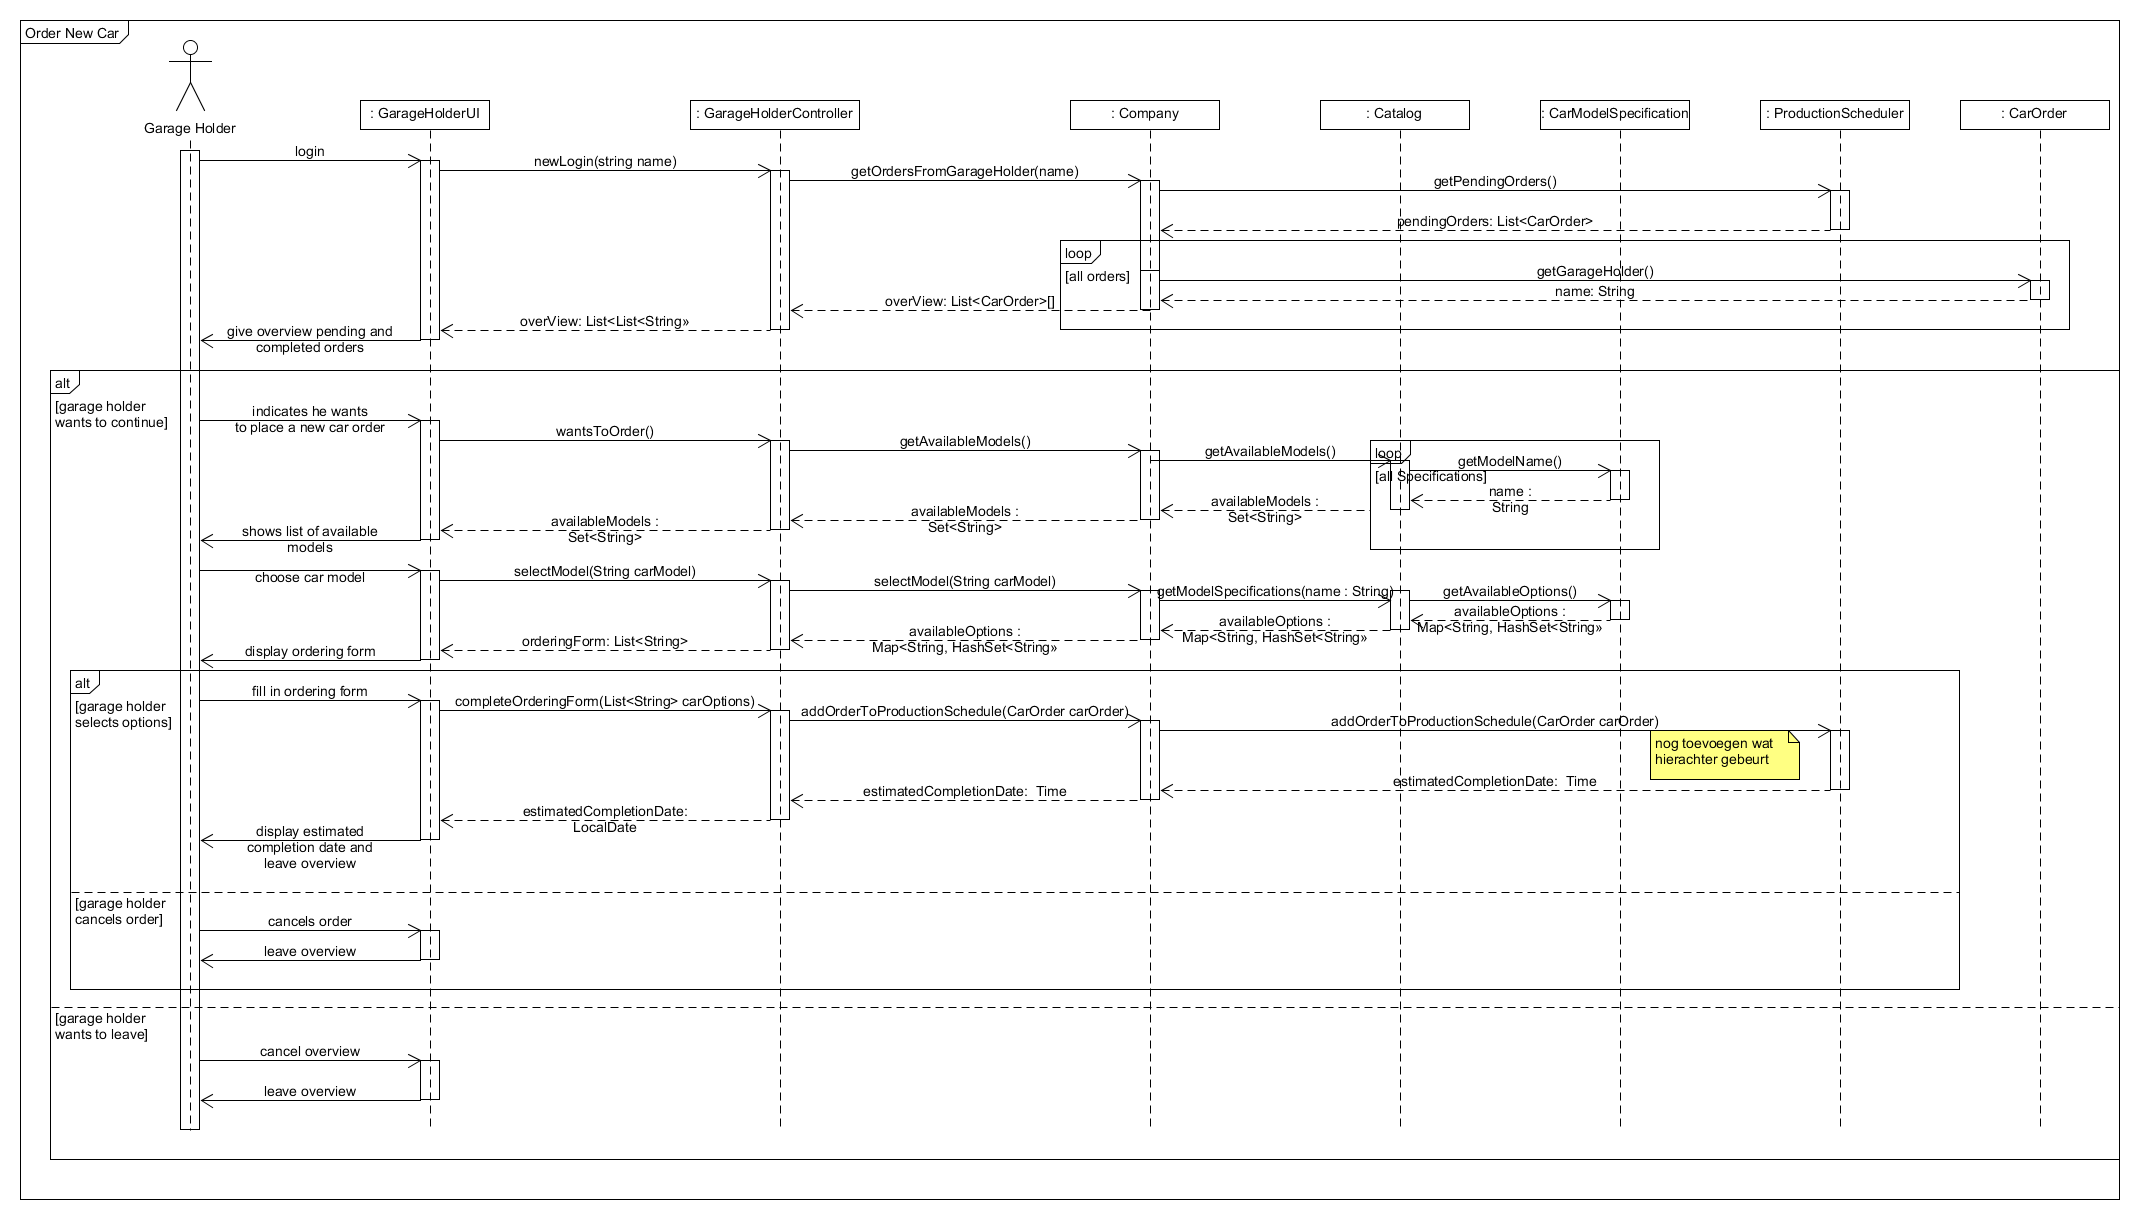 Order New Car
Garage Holder
: GarageHolderUI
: GarageHolderController
: Company
: Catalog
: CarModelSpecification
: ProductionScheduler
: CarOrder
login
newLogin(string name)
getOrdersFromGarageHolder(name)
getPendingOrders()
pendingOrders: List<CarOrder>
loop
[all orders]
getGarageHolder()
name: String
overView: List<CarOrder>[]
overView: List<List<String»
give overview pending and
completed orders
alt
[garage holder
wants to continue]
indicates he wants
to place a new car order
wantsToOrder()
getAvailableModels()
getAvailableModels()
loop
[all Specifications]
getModelName()
name :
String
availableModels :
Set<String>
availableModels :
Set<String>
availableModels :
Set<String>
shows list of available
models
choose car model
selectModel(String carModel)
selectModel(String carModel)
getModelSpecifications(name : String)
getAvailableOptions()
availableOptions :
Map<String, HashSet<String»
availableOptions :
Map<String, HashSet<String»
availableOptions :
Map<String, HashSet<String»
orderingForm: List<String>
display ordering form
alt
[garage holder
selects options]
fill in ordering form
completeOrderingForm(List<String> carOptions)
addOrderToProductionSchedule(CarOrder carOrder)
addOrderToProductionSchedule(CarOrder carOrder)
nog toevoegen wat
hierachter gebeurt
estimatedCompletionDate:  Time
estimatedCompletionDate:  Time
estimatedCompletionDate:
LocalDate
display estimated
completion date and
leave overview
[garage holder
cancels order]
cancels order
leave overview
[garage holder
wants to leave]
cancel overview
leave overview